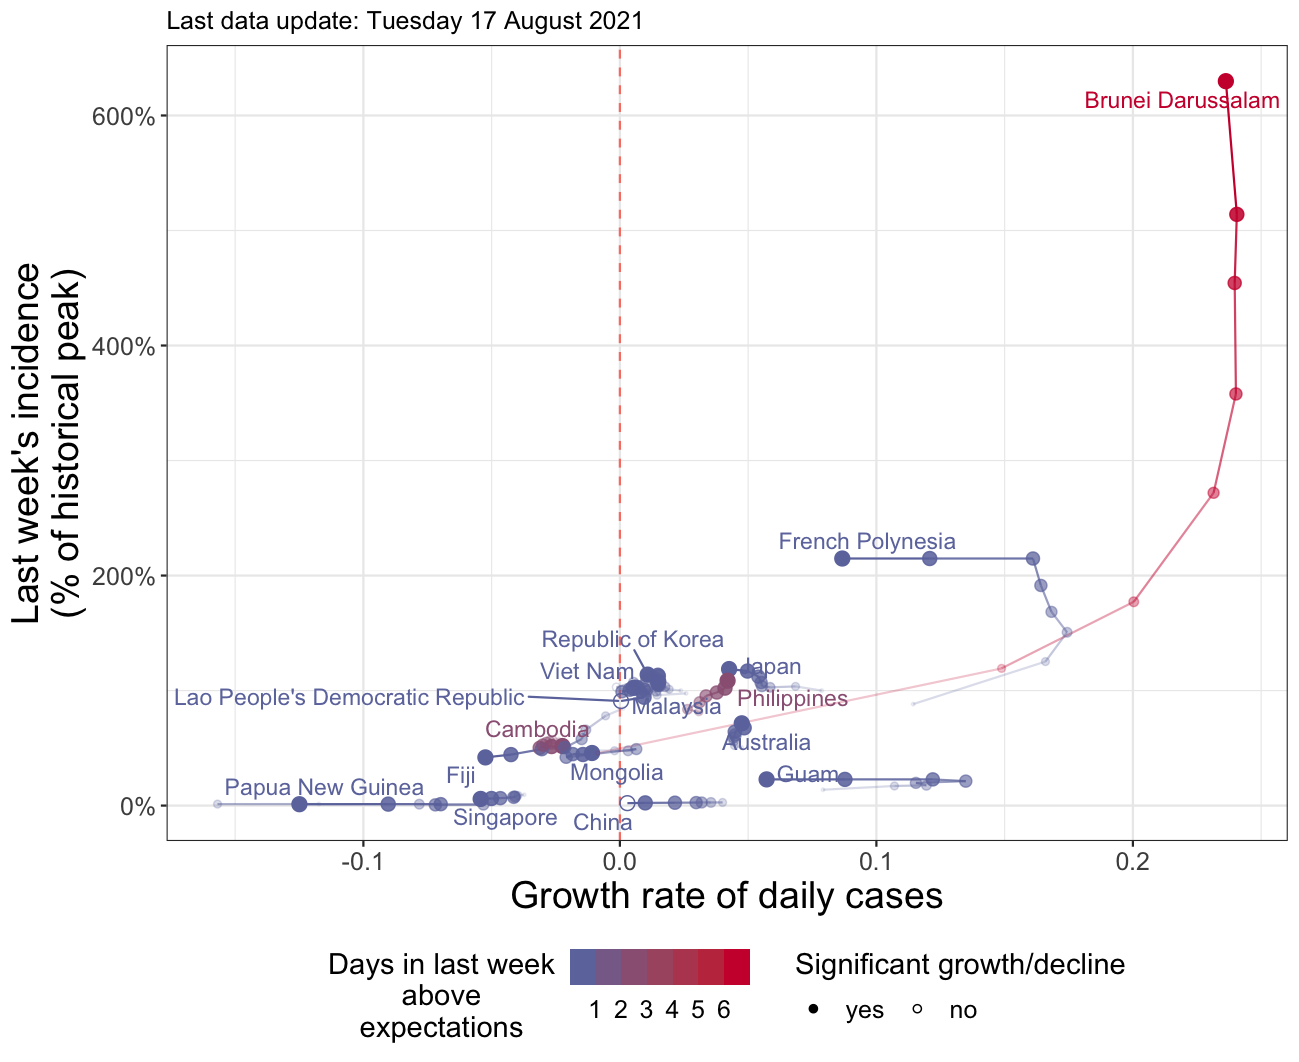 Last data update: Tuesday 17 August 2021
Last week's incidence
(% of historical peak)
600%
400%
200%
0%
Brunei Darussalam
French Polynesia
Republic of Korea
Viet Nam
Japan
Lao People's Democratic Republic
Malaysia
Philippines
Cambodia
Australia
Fiji
Mongolia
Guam
Papua New Guinea
Singapore
China
-0.1
0.0
0.1
0.2
Growth rate of daily cases
Days in last week
above
expectations
1 2 3 4 5 6
Significant growth/decline
yes no